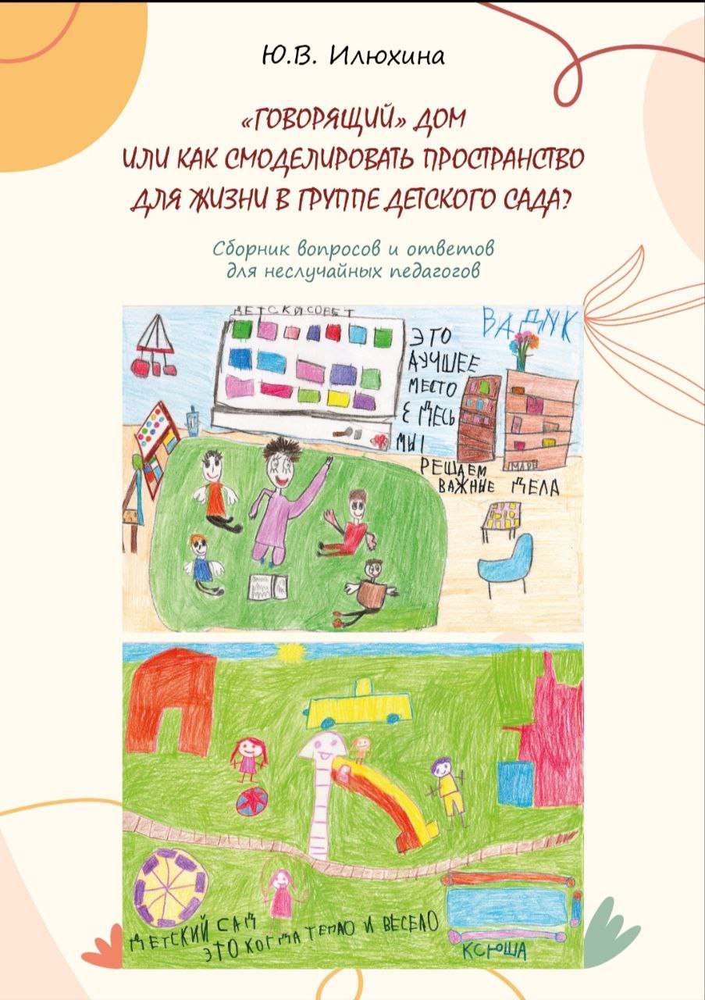 Ю.В. Илюхина
«ГОВОРЯЩИЙ» ДОМ
ИЛИ КАК СМОДЕЛИРОВАТЬ ПРОСТРАНСТВО
ДЛЯ ЖИЗНИ В ГРУППЕ ДЕТСКОГО САДА?
Сборник вопросов и ответов
для неслучайных педагогов
ДЕТСКИ СОВЕТ
ВАДИК
ЭТО
ЛУЧШЕЕ
МЕСТО
ЗДЕСЬ
МЫ
РЕШАЕМ
ВАЖНЫЕ ДЕЛА
ДЕТСКИЙ САД
ЭТО КОГДА ТЕПЛО И ВЕСЕЛО
КСЮША